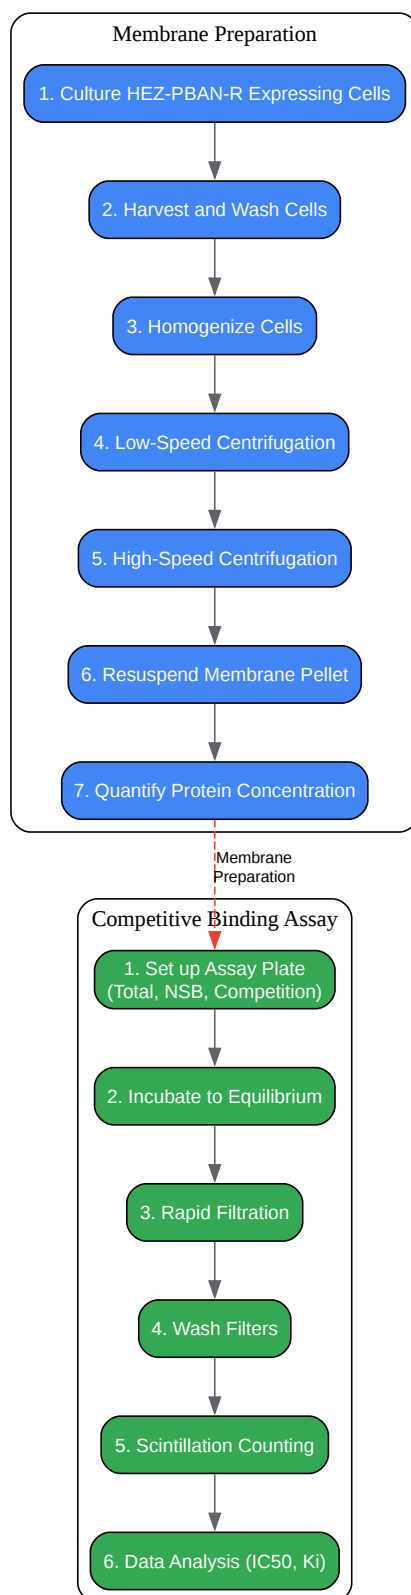 Membrane Preparation
1. Culture HEZ-PBAN-R Expressing Cells
2. Harvest and Wash Cells
3. Homogenize Cells
4. Low-Speed Centrifugation
5. High-Speed Centrifugation
6. Resuspend Membrane Pellet
7. Quantify Protein Concentration
Membrane
Preparation
Competitive Binding Assay
1. Set up Assay Plate
(Total, NSB, Competition)
2. Incubate to Equilibrium
3. Rapid Filtration
4. Wash Filters
5. Scintillation Counting
6. Data Analysis (IC50, Ki)